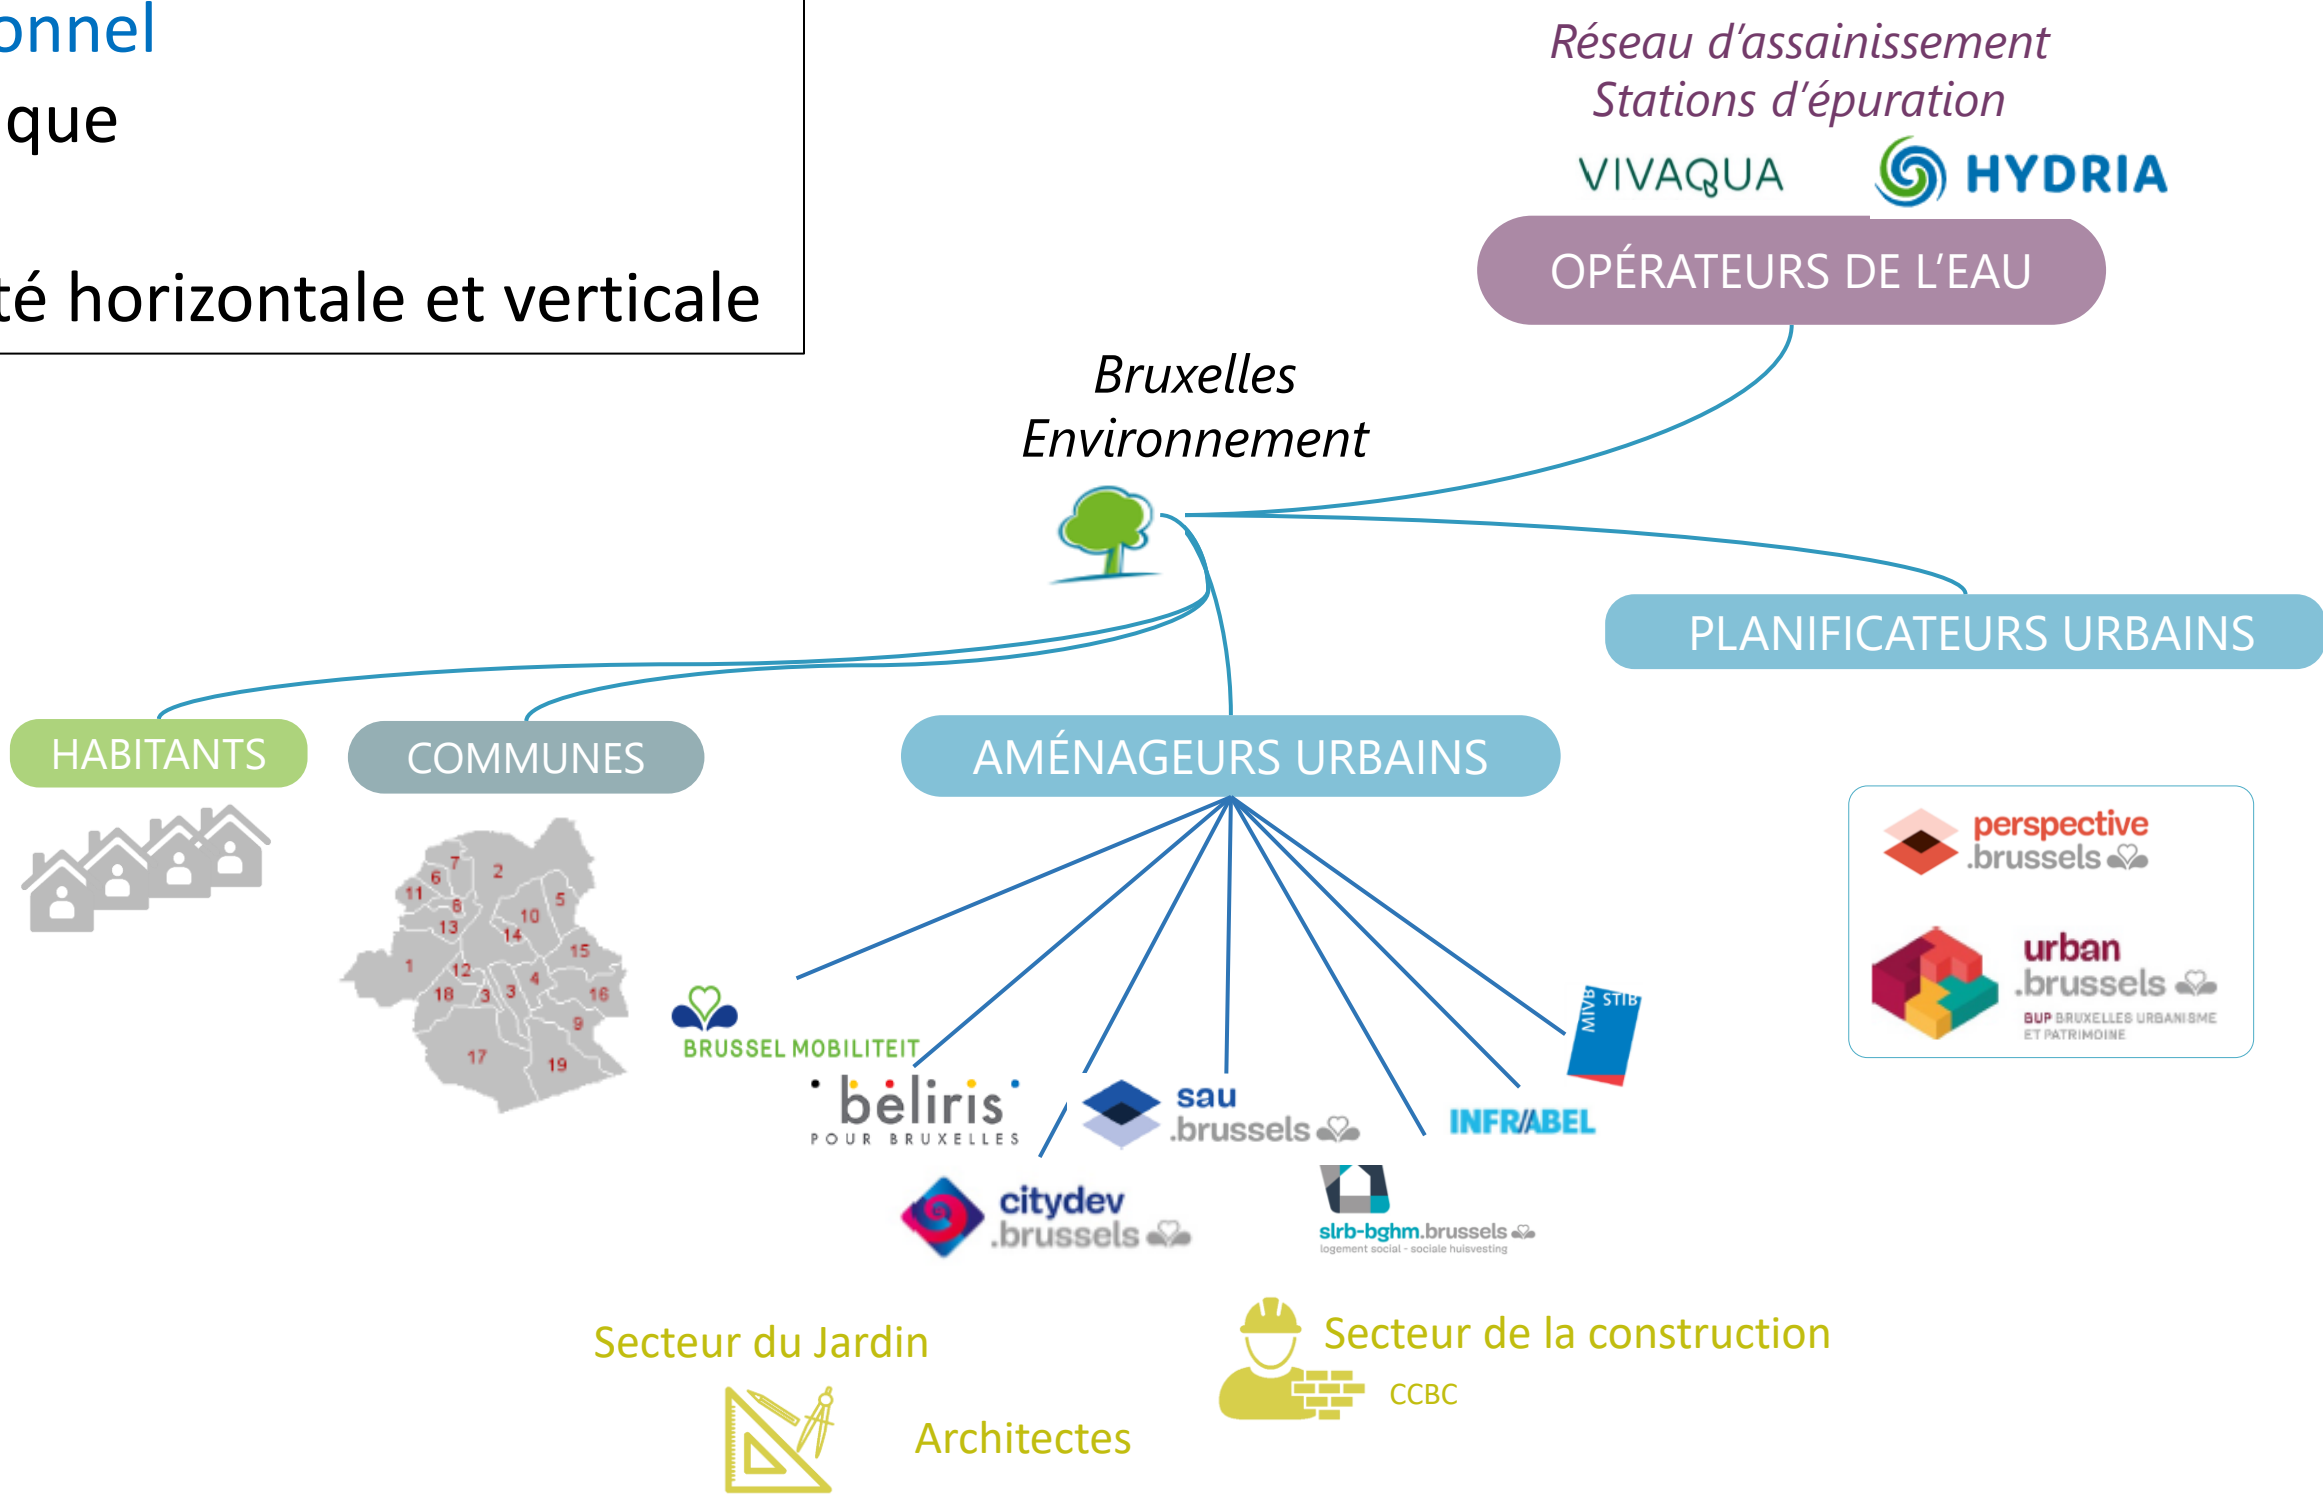 onnel
que
té horizontale et verticale
Réseau d'assainissement
Stations d'épuration
VIVAQUA
HYDRIA
OPÉRATEURS DE L'EAU
Bruxelles
Environnement
PLANIFICATEURS URBAINS
HABITANTS
COMMUNES
AMÉNAGEURS URBAINS
7
2
6
11
5
8
10
13
14
15
1
12
4
18
3
3
16
9
17
19
perspective
.brussels
urban
.brussels
BUP BRUXELLES URBANISME
ET PATRIMOINE
BRUSSEL MOBILITEIT
beliris
POUR BRUXELLES
sau
.brussels
citydev
.brussels
slrb-bghm.brussels
logement social - sociale huisvesting
INFRABEL
MIVB
STIB
Secteur du Jardin
Architectes
Secteur de la construction
CCBC